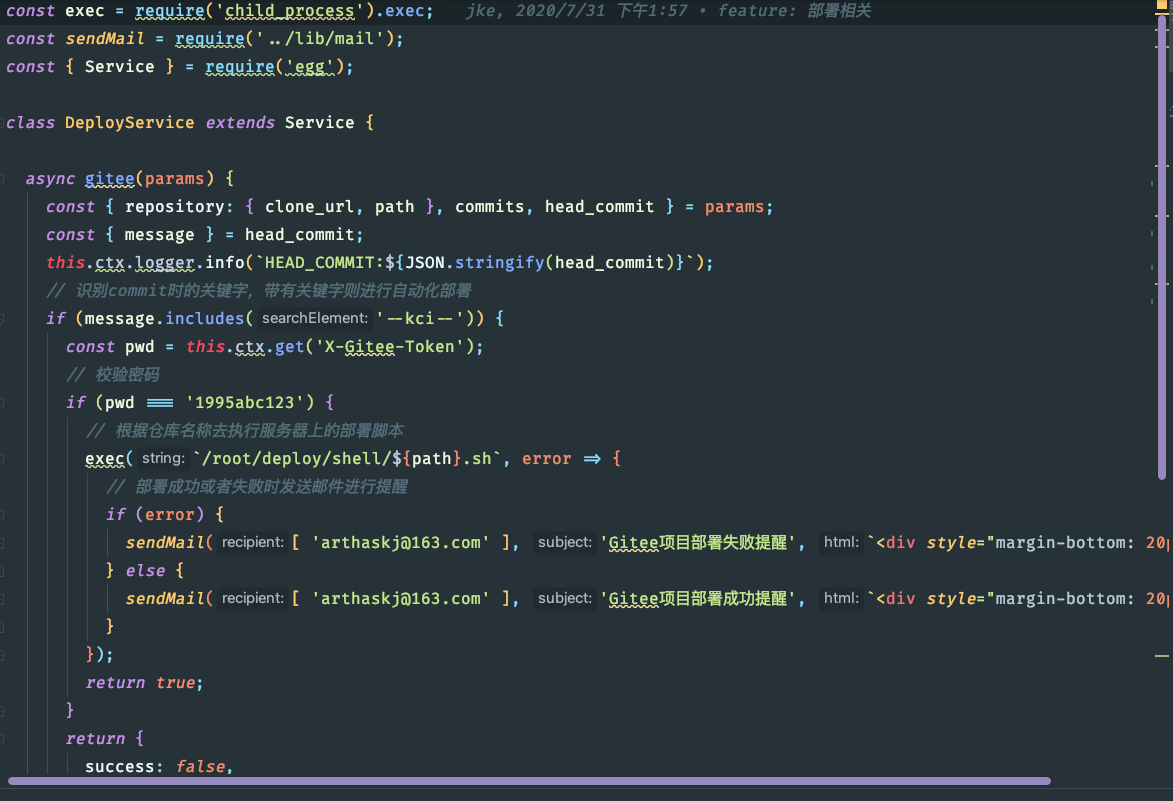 const exec = require('child_process').exec;    jke, 2020/7/31 下午1:57 • feature: 部署相关
const sendMail = require('../lib/mail');
const { Service } = require('egg');
class DeployService extends Service {
async gitee(params) {
const { repository: { clone_url, path }, commits, head_commit } = params;
const { message } = head_commit;
this.ctx.logger.info(`HEAD_COMMIT:${JSON.stringify(head_commit)}`);
// 识别commit时的关键字，带有关键字则进行自动化部署
if (message.includes( searchElement: '--kci--')) {
const pwd = this.ctx.get('X-Gitee-Token');
// 校验密码
if (pwd === '1995abc123') {
// 根据仓库名称去执行服务器上的部署脚本
exec( string: `/root/deploy/shell/${path}.sh`, error => {
// 部署成功或者失败时发送邮件进行提醒
if (error) {
sendMail( recipient: [ 'arthaskj@163.com' ], subject: 'Gitee项目部署失败提醒', html: `<div style="margin-bottom: 20p
} else {
sendMail( recipient: [ 'arthaskj@163.com' ], subject: 'Gitee项目部署成功提醒', html: `<div style="margin-bottom: 20p
}
});
return true;
}
return {
success: false,